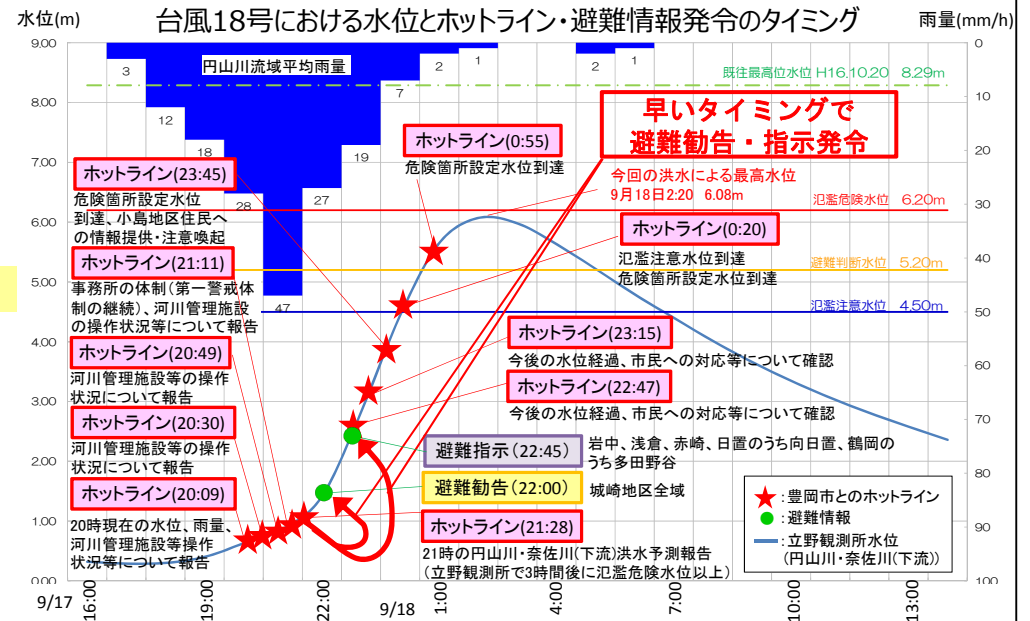 台風18号における水位とホットライン・避難情報発令のタイミング
水位(m)
雨量(mm/h)
9.00
8.00
7.00
6.00
5.00
4.00
3.00
2.00
1.00
0.00
0
10
20
30
40
50
60
70
80
90
100
円山川流域平均雨量
3
12
18
28
47
27
19
7
2
1
2
1
既往最高位水位 H16.10.20 8.29m
早いタイミングで
避難勧告・指示発令
今回の洪水による最高水位
9月18日2:20 6.08m
氾濫危険水位 6.20m
避難判断水位 5.20m
氾濫注意水位 4.50m
ホットライン(0:55)
危険箇所設定水位到達
ホットライン(23:45)
危険箇所設定水位
到達、小島地区住民へ
の情報提供・注意喚起
ホットライン(0:20)
氾濫注意水位到達
危険箇所設定水位到達
ホットライン(21:11)
事務所の体制(第一警戒体
制の継続)、河川管理施設
の操作状況等について報告
ホットライン(23:15)
今後の水位経過、市民への対応等について確認
ホットライン(20:49)
河川管理施設等の操作
状況について報告
ホットライン(22:47)
今後の水位経過、市民への対応等について確認
ホットライン(20:30)
河川管理施設等の操作
状況について報告
避難指示(22:45)
岩中、浅倉、赤崎、日置のうち向日置、鶴岡の
うち多田野谷
避難勧告(22:00)
城崎地区全域
ホットライン(20:09)
20時現在の水位、雨量、
河川管理施設等操作
状況等について報告
ホットライン(21:28)
21時の円山川・奈佐川(下流)洪水予測報告
(立野観測所で3時間後に氾濫危険水位以上)
:豊岡市とのホットライン
:避難情報
:立野観測所水位
(円山川・奈佐川(下流))
9/17
16:00
19:00
22:00
9/18
1:00
4:00
7:00
10:00
13:00